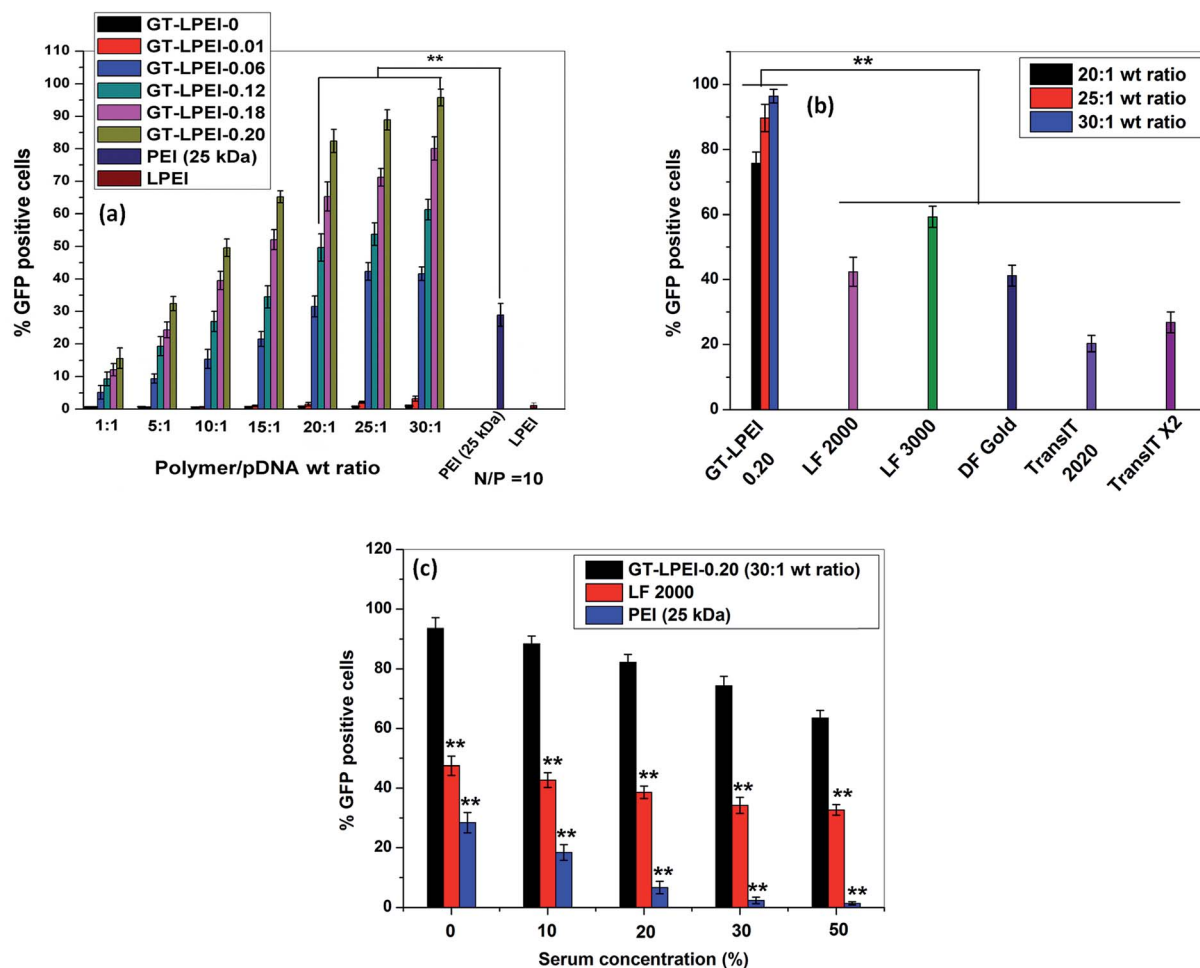 GT-LPEI-0
GT-LPEI-0.01
GT-LPEI-0.06
GT-LPEI-0.12
GT-LPEI-0.18
GT-LPEI-0.20
PEI (25 kDa)
LPEI
(a)
**
110
100
90
80
70
60
50
40
30
20
10
0
% GFP positive cells
1:1 5:1 10:1 15:1 20:1 25:1 30:1
PEI (25 kDa)
LPEI
Polymer/pDNA wt ratio
N/P =10
(b)
**
20:1 wt ratio
25:1 wt ratio
30:1 wt ratio
100
80
60
40
20
0
% GFP positive cells
GT-LPEI
0.20
LF 2000
LF 3000
DF Gold
TransIT
2020
TransIT X2
(c)
GT-LPEI-0.20 (30:1 wt ratio)
LF 2000
PEI (25 kDa)
120
100
80
60
40
20
0
% GFP positive cells
** ** ** ** **
** ** ** ** **
0 10 20 30 50
Serum concentration (%)